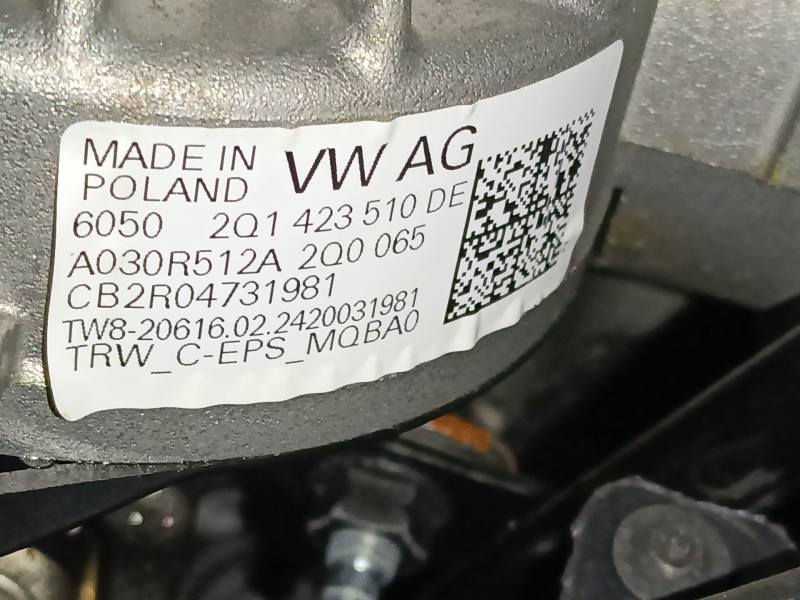 MADE IN
POLAND
VW AG
6050 2Q1 423 510 DE
A030R512A 2Q0 065
CB2R04731981
TW8-20616.02.2420031981
TRW_C-EPS_MQBA0